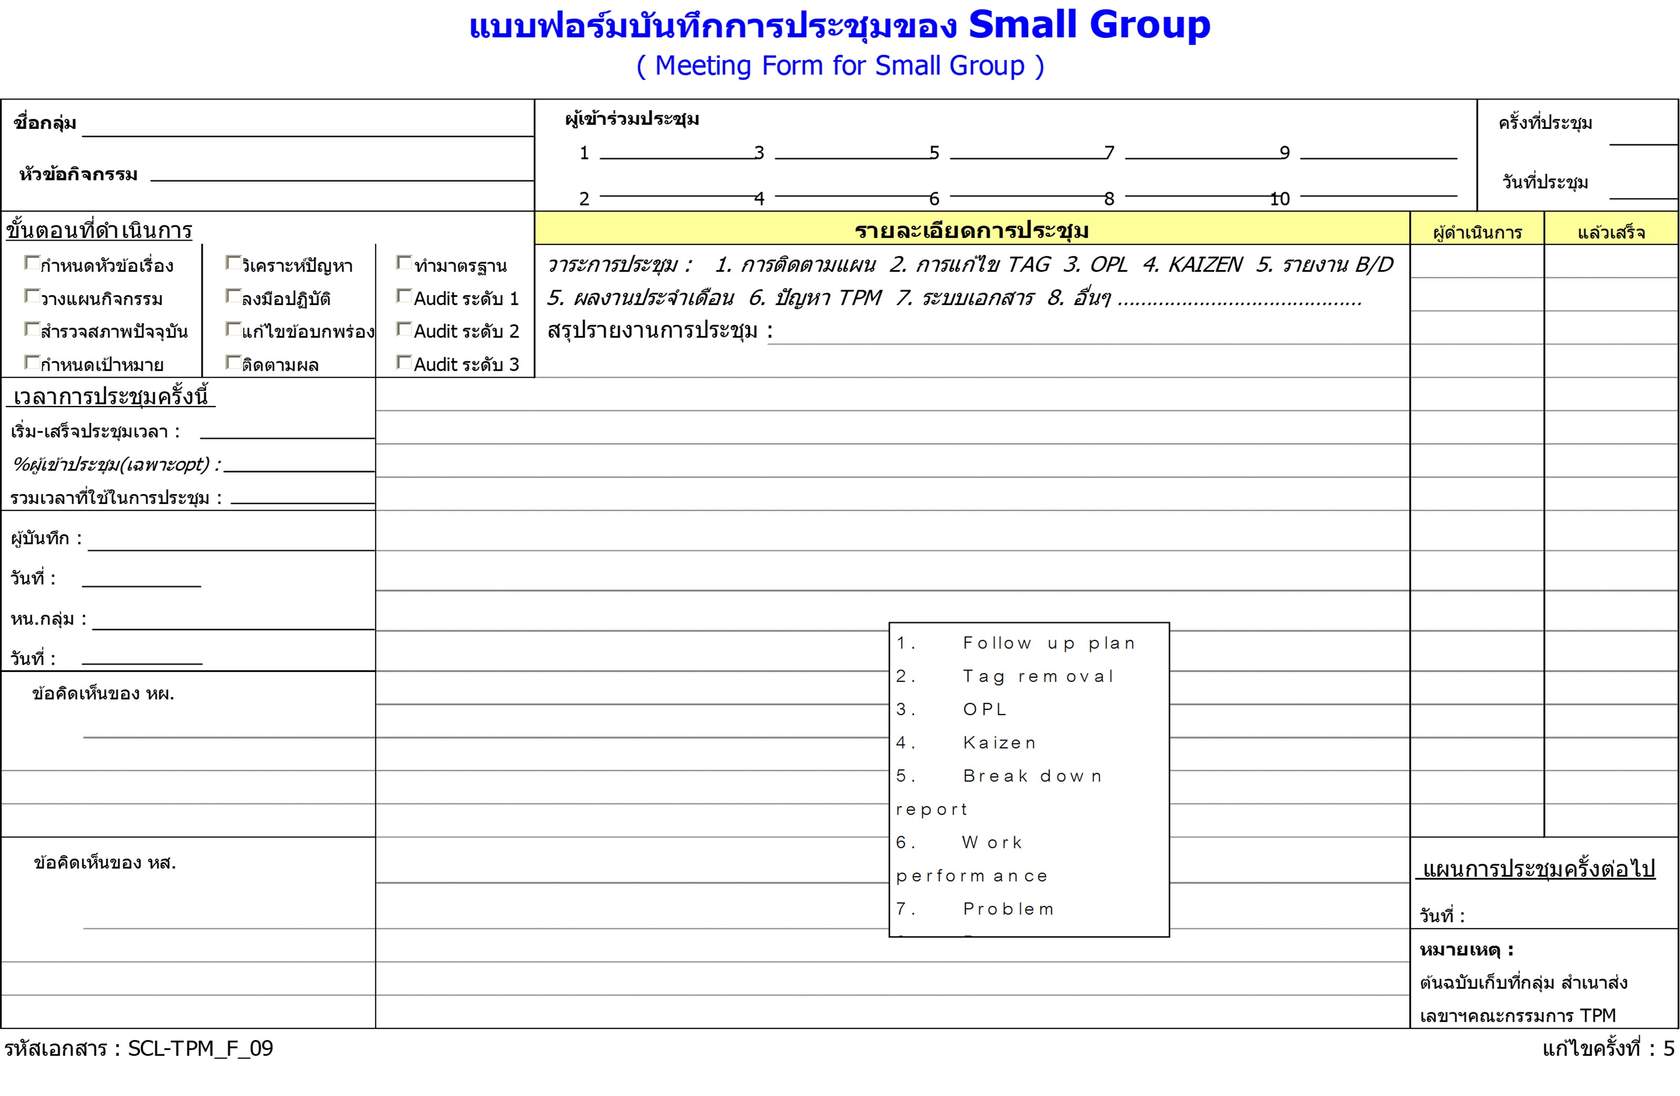 แบบฟอร์มบันทึกการประชุมของ Small Group
( Meeting Form for Small Group )
ชื่อกลุ่ม
หัวข้อกิจกรรม
ผู้เข้าร่วมประชุม
1 3 5 7 9
2 4 6 8 10
ครั้งที่ประชุม
วันที่ประชุม
ขั้นตอนที่ดำเนินการ
กำหนดหัวข้อเรื่อง วิเคราะห์ปัญหา ทำมาตรฐาน
วางแผนกิจกรรม ลงมือปฏิบัติ Audit ระดับ 1
สำรวจสภาพปัจจุบัน แก้ไขข้อบกพร่อง Audit ระดับ 2
กำหนดเป้าหมาย ติดตามผล Audit ระดับ 3
รายละเอียดการประชุม ผู้ดำเนินการ แล้วเสร็จ
วาระการประชุม : 1. การติดตามแผน 2. การแก้ไข TAG 3. OPL 4. KAIZEN 5. รายงาน B/D
5. ผลงานประจำเดือน 6. ปัญหา TPM 7. ระบบเอกสาร 8. อื่นๆ ..........................................
สรุปรายงานการประชุม :
เวลาการประชุมครั้งนี้
เริ่ม-เสร็จประชุมเวลา :
%ผู้เข้าประชุม(เฉพาะopt) :
รวมเวลาที่ใช้ในการประชุม :
ผู้บันทึก :
วันที่ :
หน.กลุ่ม :
วันที่ :
ข้อคิดเห็นของ หผ.
ข้อคิดเห็นของ หส.
1. Follow up plan
2. Tag removal
3. OPL
4. Kaizen
5. Break down
report
6. Work
performance
7. Problem
แผนการประชุมครั้งต่อไป
วันที่ :
หมายเหตุ :
ต้นฉบับเก็บที่กลุ่ม สำเนาส่ง
เลขาฯคณะกรรมการ TPM
รหัสเอกสาร : SCL-TPM_F_09
แก้ไขครั้งที่ : 5